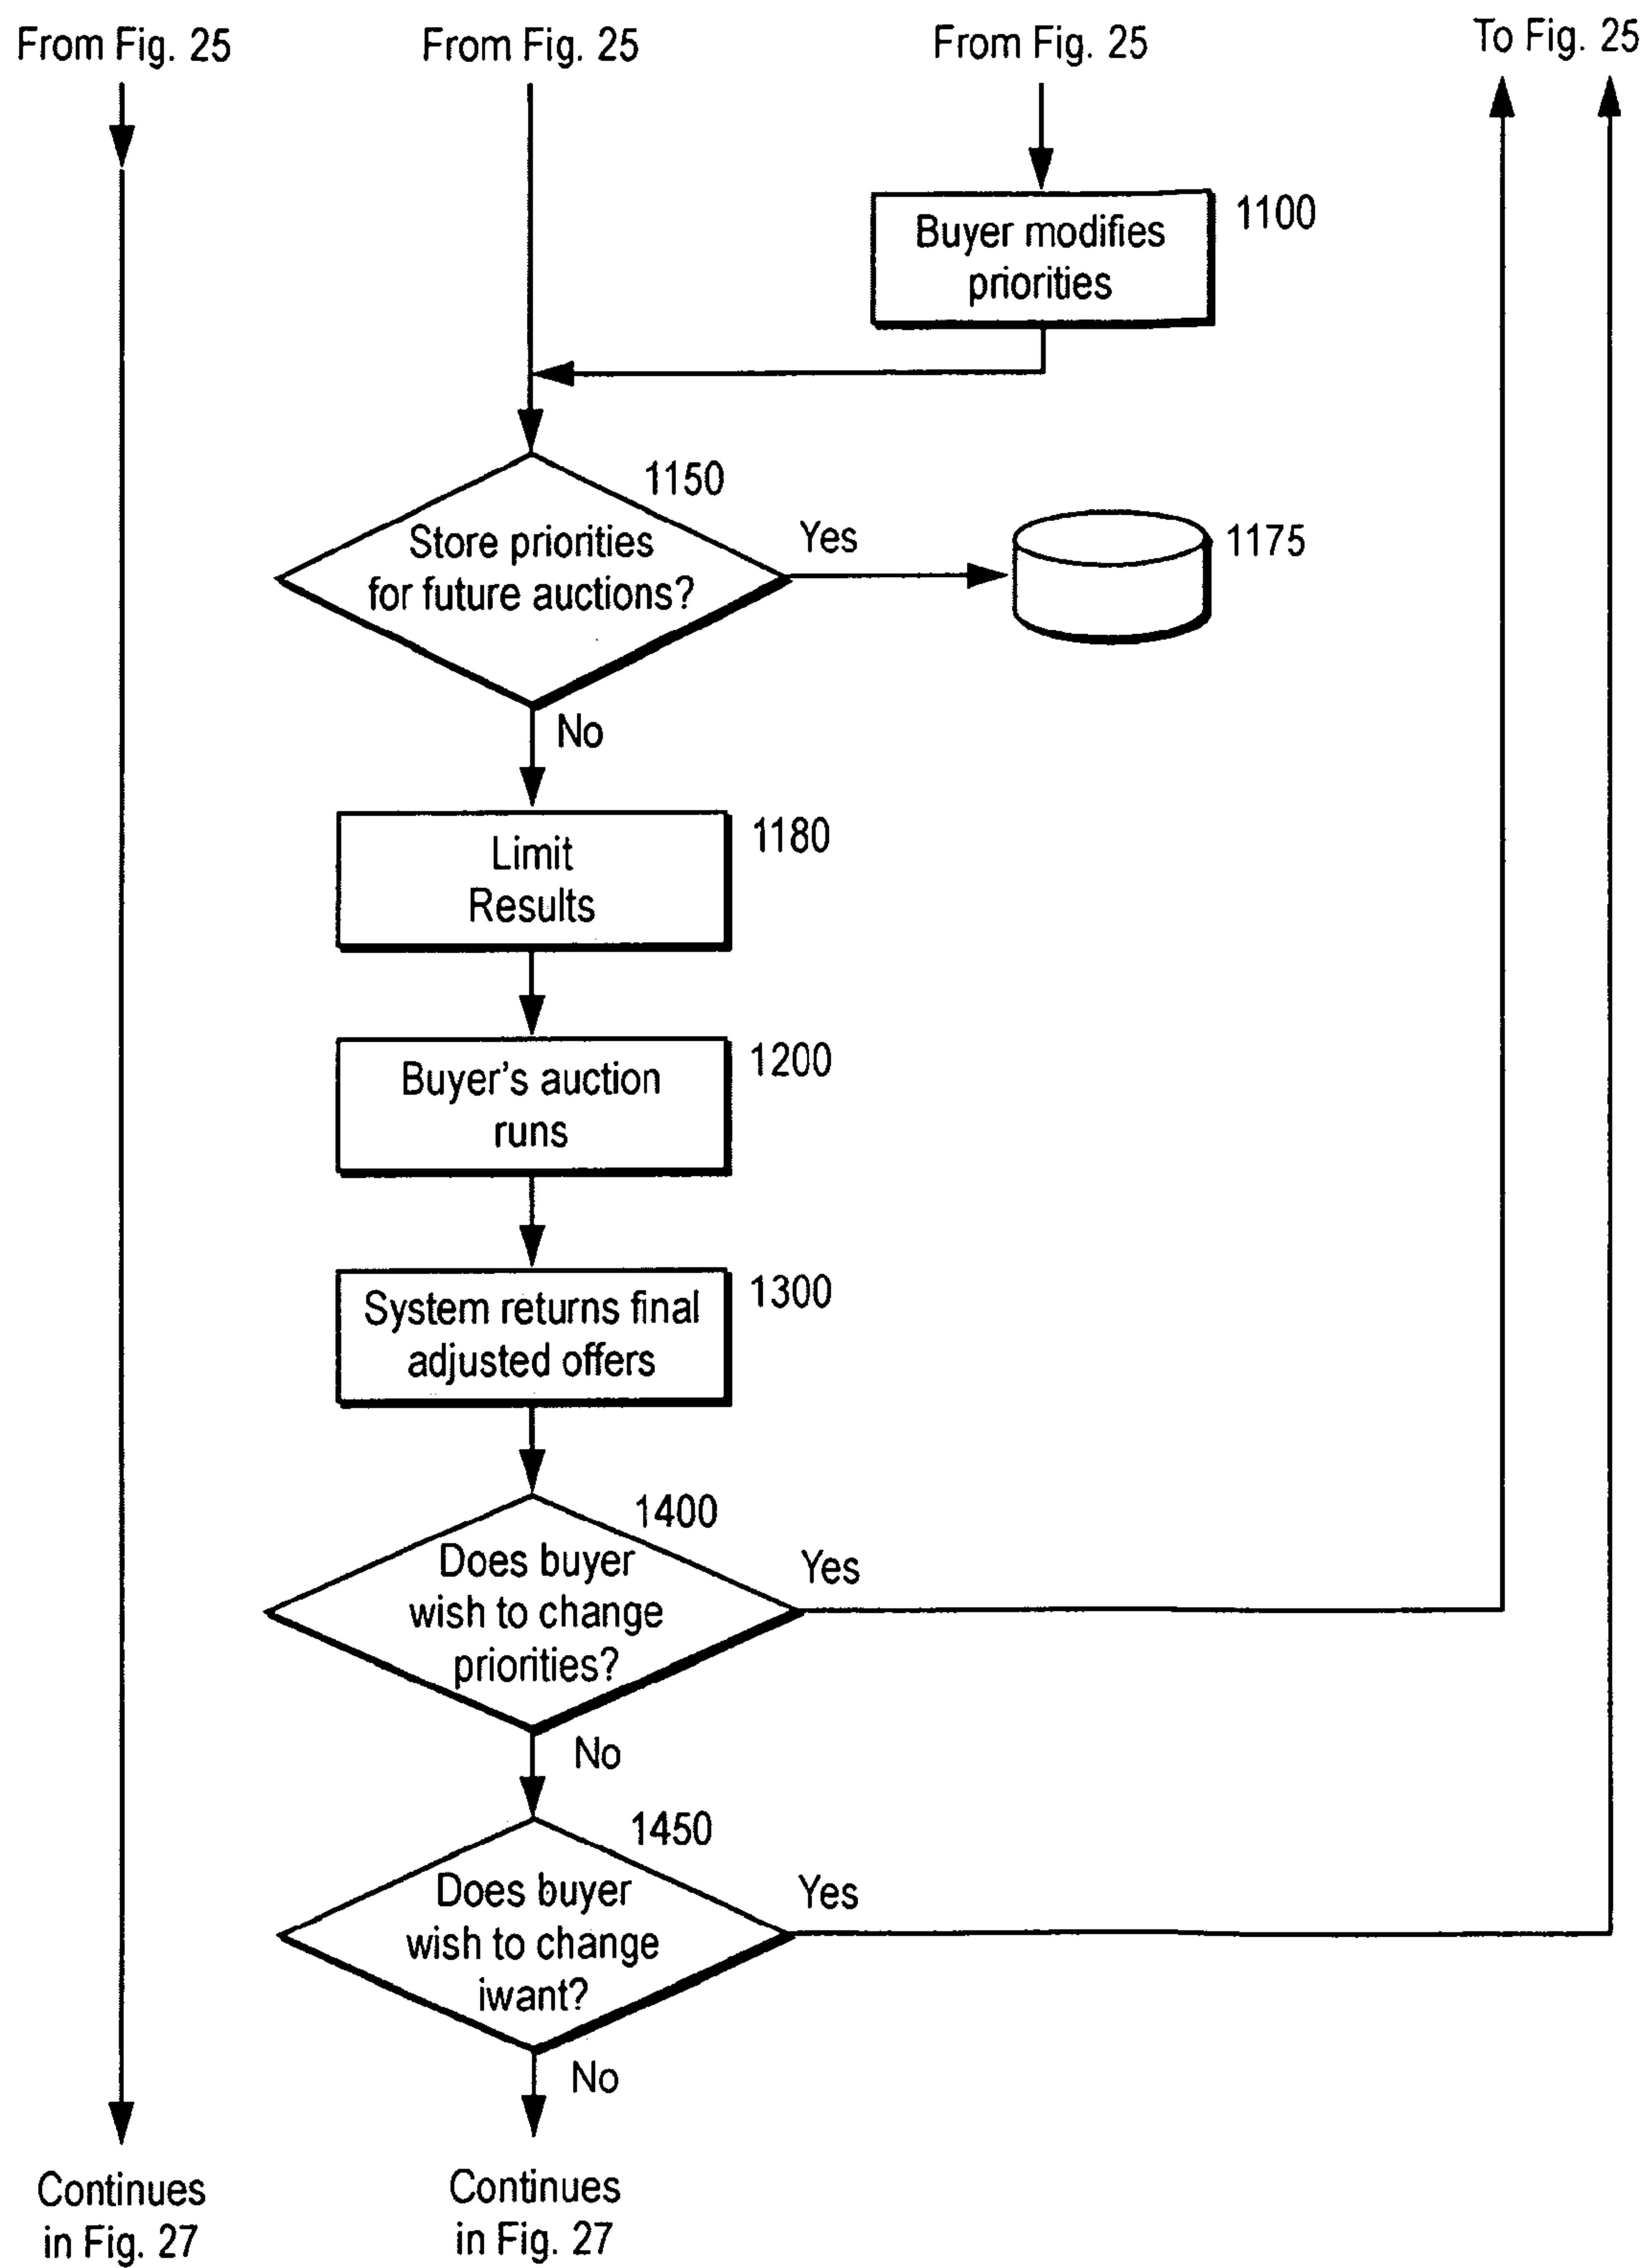 From Fig. 25
From Fig. 25
From Fig. 25
To Fig. 25
Buyer modifies
priorities
1100
1150
Store priorities
for future auctions?
Yes
1175
No
Limit
Results
1180
Buyer's auction
runs
1200
System returns final
adjusted offers
1300
1400
Does buyer
wish to change
priorities?
Yes
No
1450
Does buyer
wish to change
iwant?
Yes
No
Continues
in Fig. 27
Continues
in Fig. 27